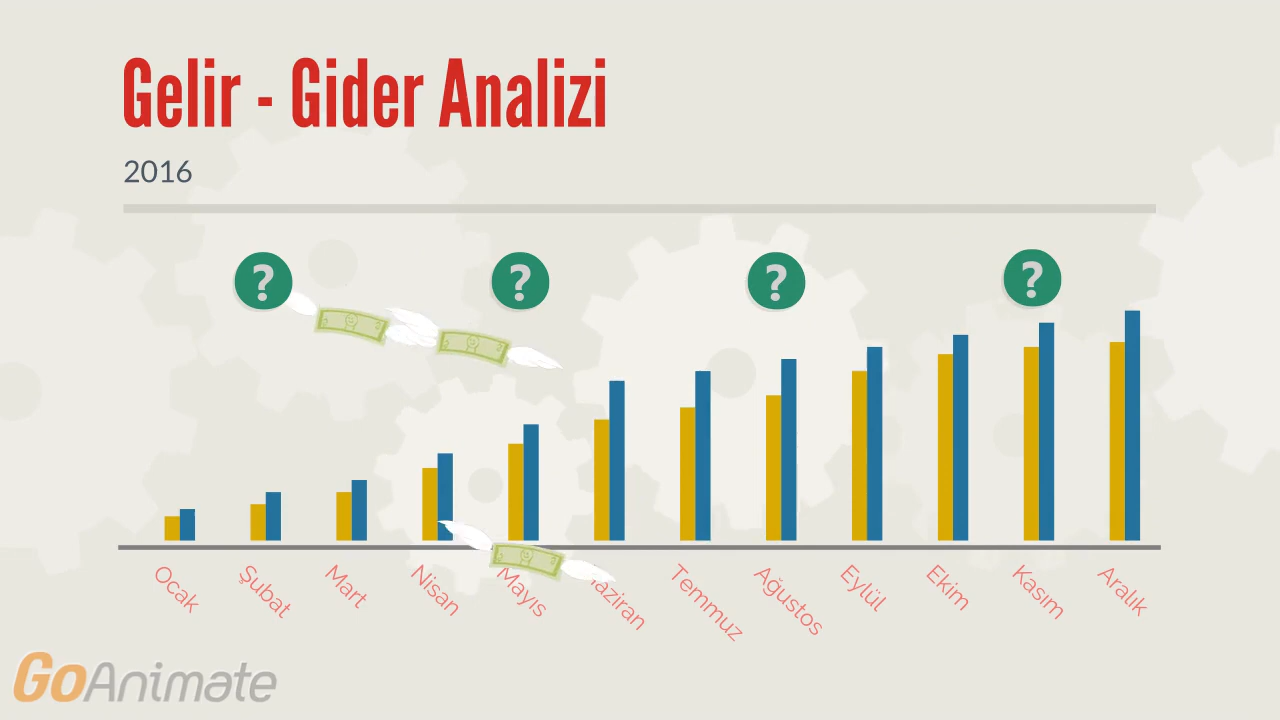 Gelir - Gider Analizi
2016
? ? ? ?
Ocak Şubat Mart Nisan Mayıs Temmuz Ağustos Eylül Ekim Kasım Aralık
GoAnimate